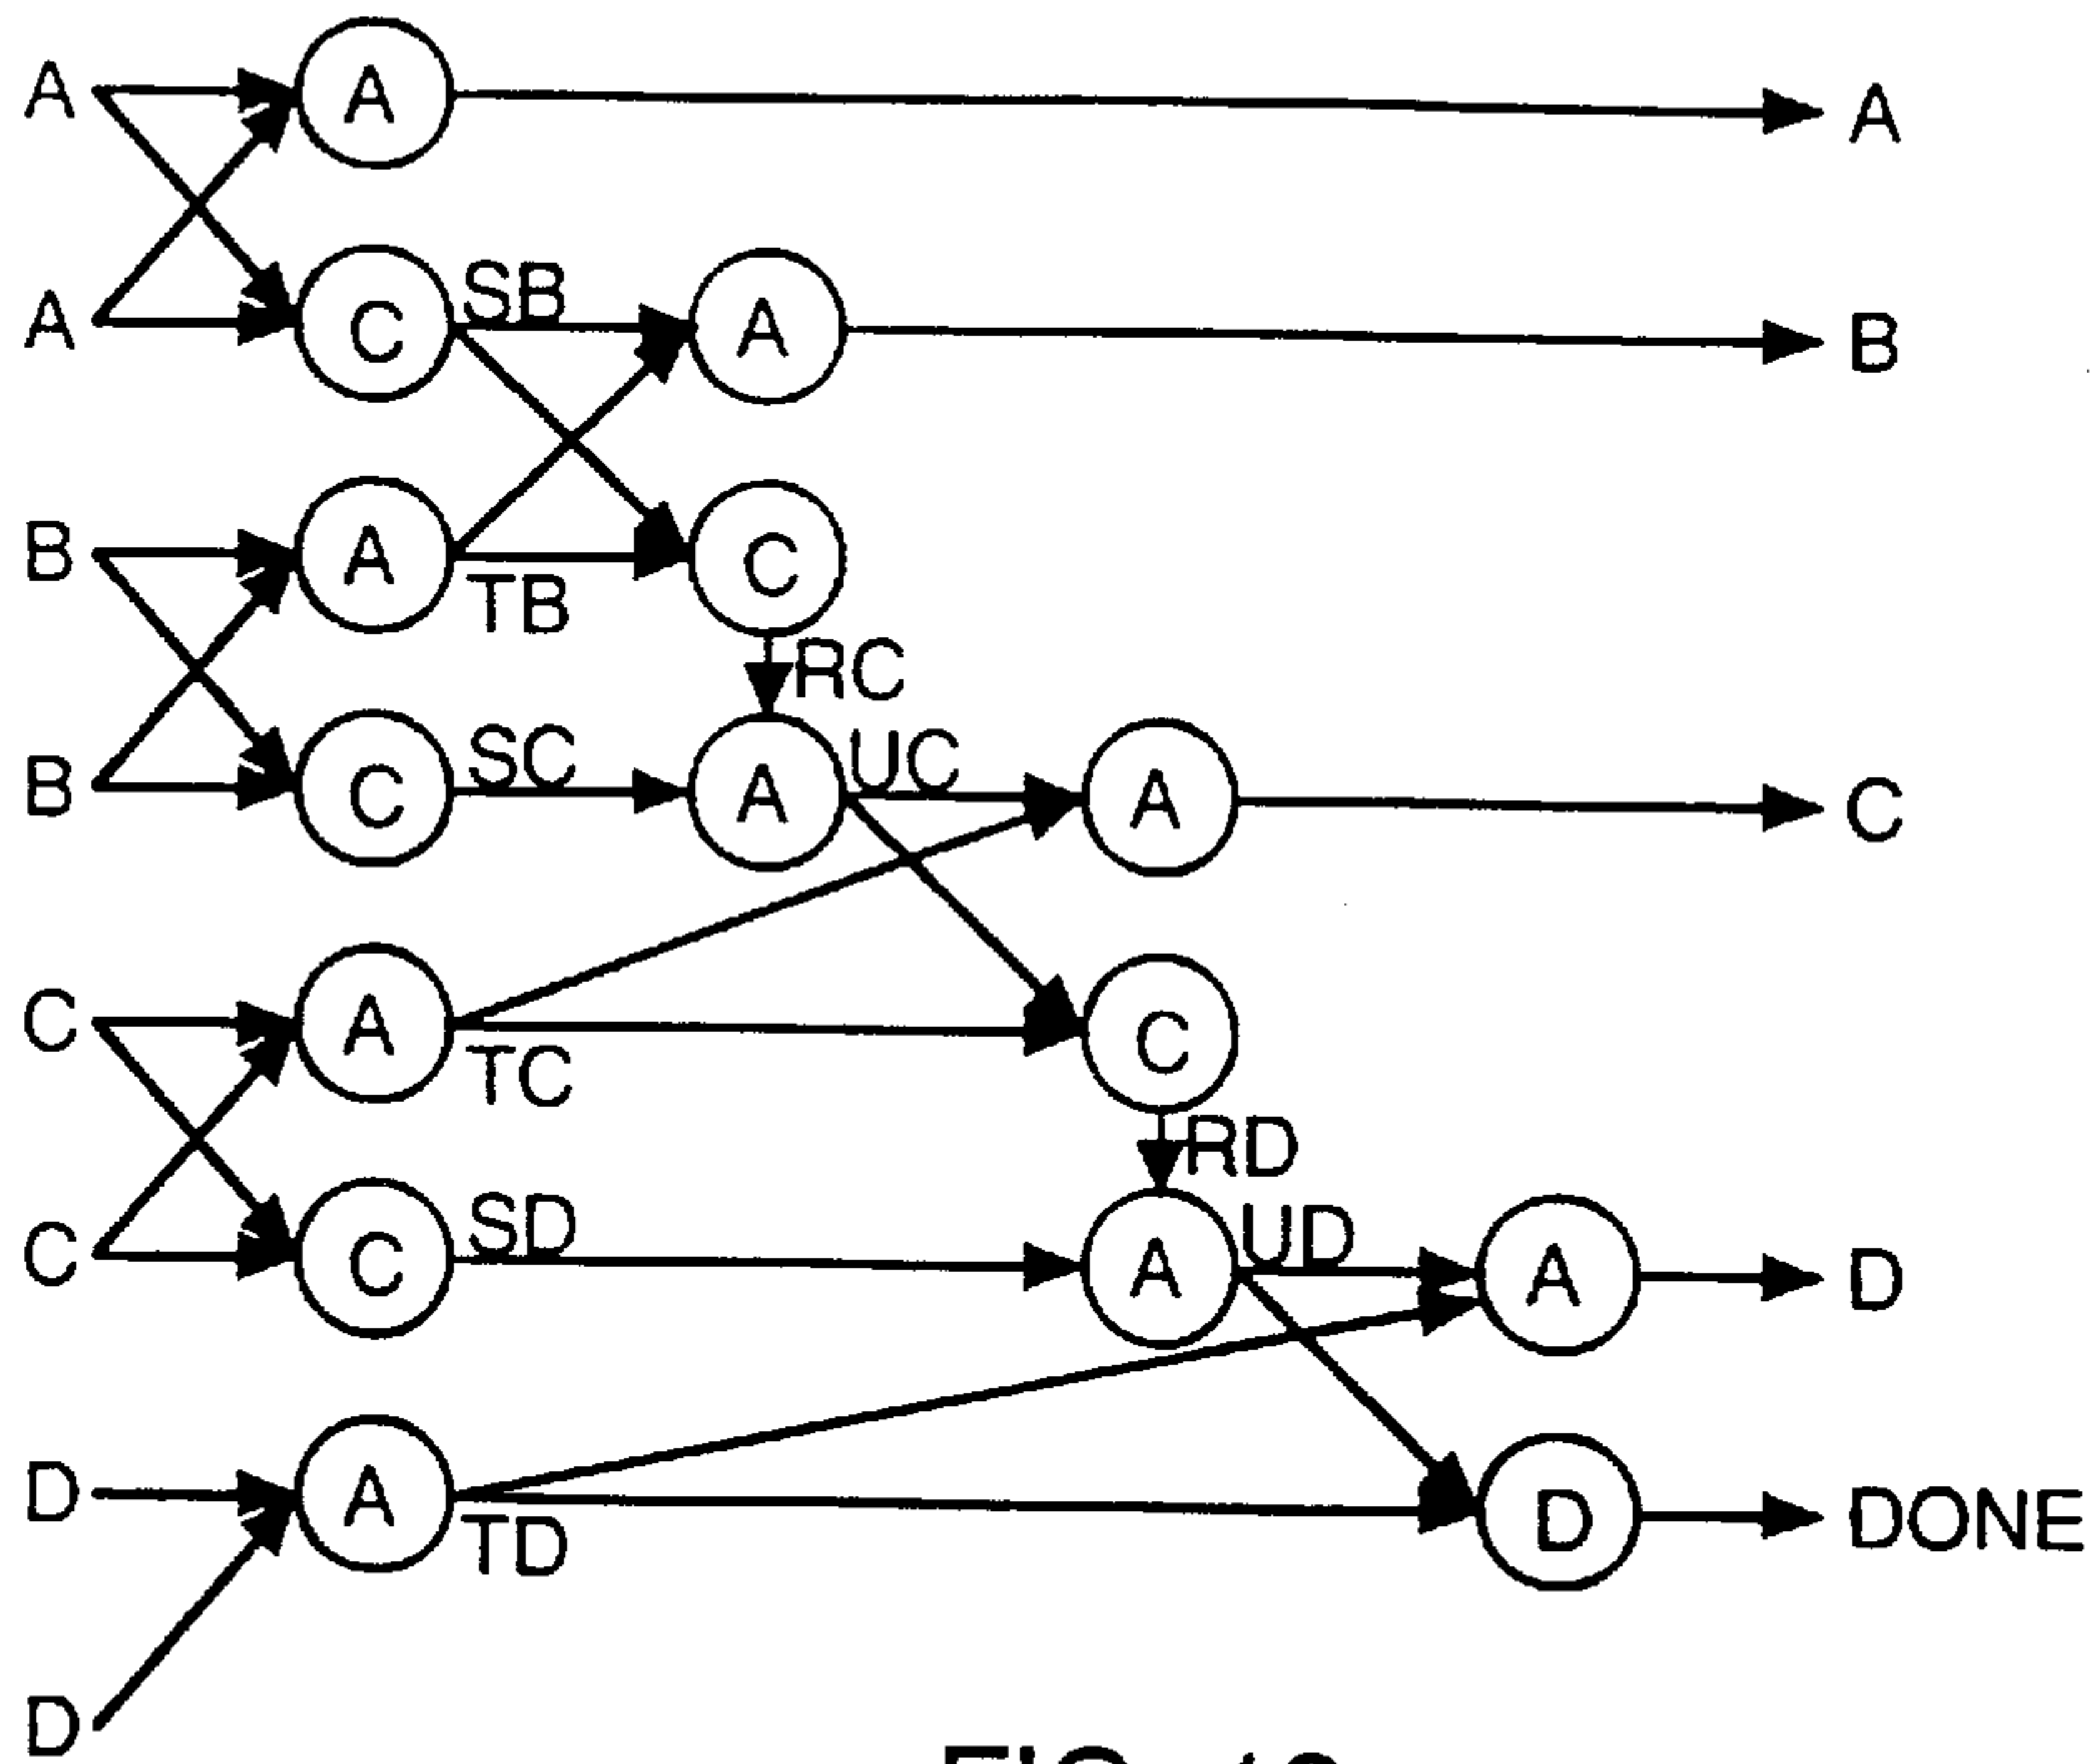 A A A
A C SB A B
B A TB C
RC
B C SC A UC A C
C A TC C
RD
C C SD A UD A D
D A TD D DONE
D